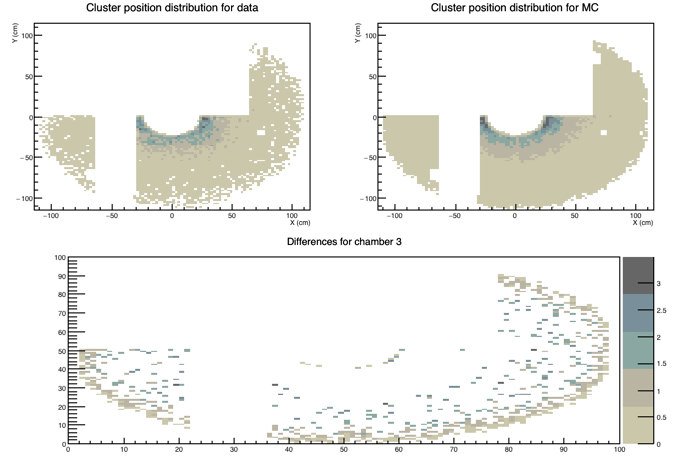 Cluster position distribution for data
Y (cm)
100
50
0
−50
−100
−100 −50 0 50 100
X (cm)
Cluster position distribution for MC
Y (cm)
100
50
0
−50
−100
−100 −50 0 50 100
X (cm)
Differences for chamber 3
100
90
80
70
60
50
40
30
20
10
0
0 10 20 30 40 50 60 70 80 90 100
3
2.5
2
1.5
1
0.5
0